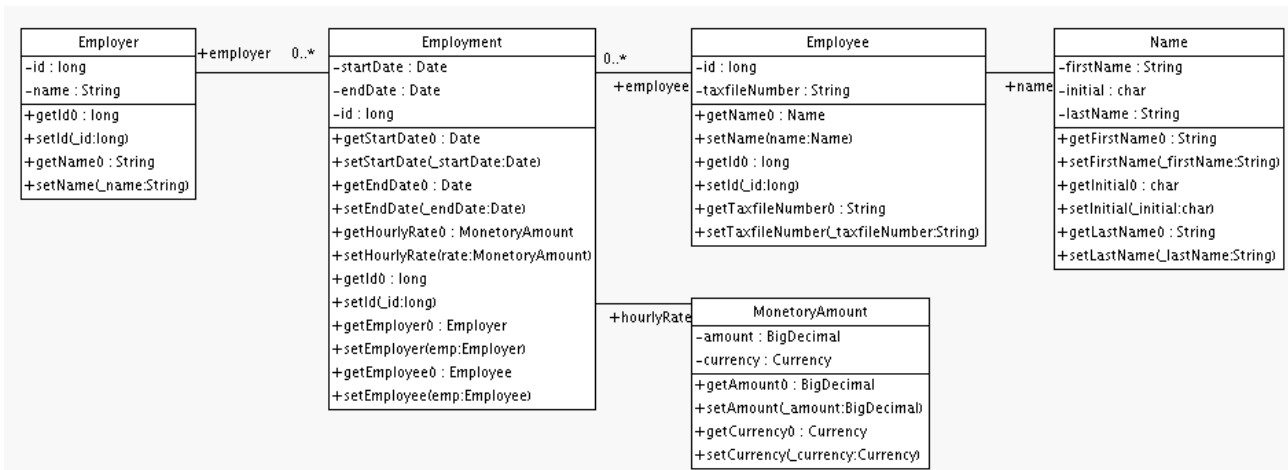 Employer
-id : long
-name : String
+getId() : long
+setId(_id:long)
+getName() : String
+setName(_name:String)
+employer
0..*
Employment
-startDate : Date
-endDate : Date
-id : long
+getStartDate() : Date
+setStartDate(_startDate:Date)
+getEndDate() : Date
+setEndDate(_endDate:Date)
+getHourlyRate() : MonetoryAmount
+setHourlyRate(rate:MonetoryAmount)
+getId() : long
+setId(_id:long)
+getEmployer() : Employer
+setEmployer(emp:Employer)
+getEmployee() : Employee
+setEmployee(emp:Employee)
0..*
+employee
Employee
-id : long
-taxfileNumber : String
+getName() : Name
+setName(name:Name)
+getId() : long
+setId(_id:long)
+getTaxfileNumber() : String
+setTaxfileNumber(_taxfileNumber:String)
+name
Name
-firstName : String
-initial : char
-lastName : String
+getFirstName() : String
+setFirstName(_firstName:String)
+getInitial() : char
+setInitial(_initial:char)
+getLastName() : String
+setLastName(_lastName:String)
+hourlyRate
MonetoryAmount
-amount : BigDecimal
-currency : Currency
+getAmount() : BigDecimal
+setAmount(_amount:BigDecimal)
+getCurrency() : Currency
+setCurrency(_currency:Currency)